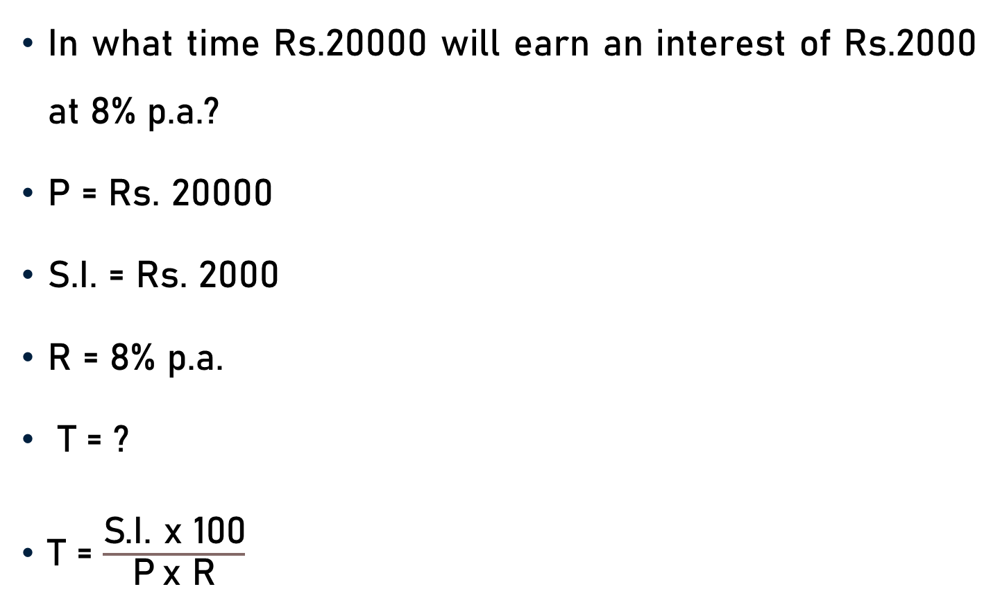 • In what time Rs.20000 will earn an interest of Rs.2000
at 8% p.a.?
• P = Rs. 20000
• S.I. = Rs. 2000
• R = 8% p.a.
• T = ?
• T = S.I. x 100
P x R